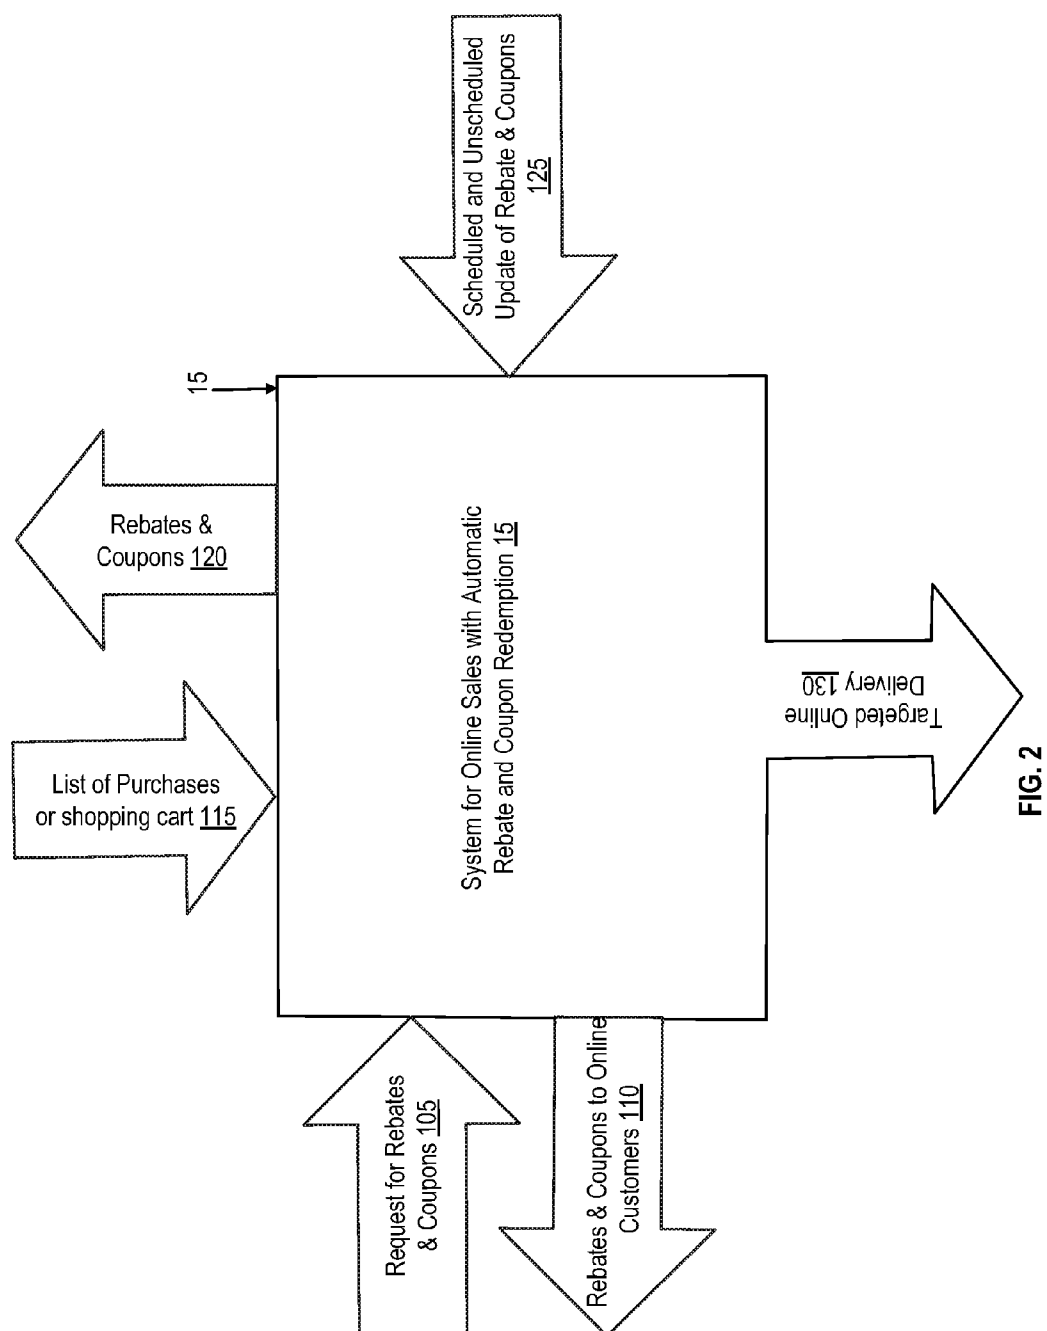 Scheduled and Unscheduled
Update of Rebate & Coupons
125
15
Rebates &
Coupons 120
List of Purchases
or shopping cart 115
System for Online Sales with Automatic
Rebate and Coupon Redemption 15
Targeted Online
Delivery 130
Request for Rebates
& Coupons 105
Rebates & Coupons to Online
Customers 110
FIG. 2